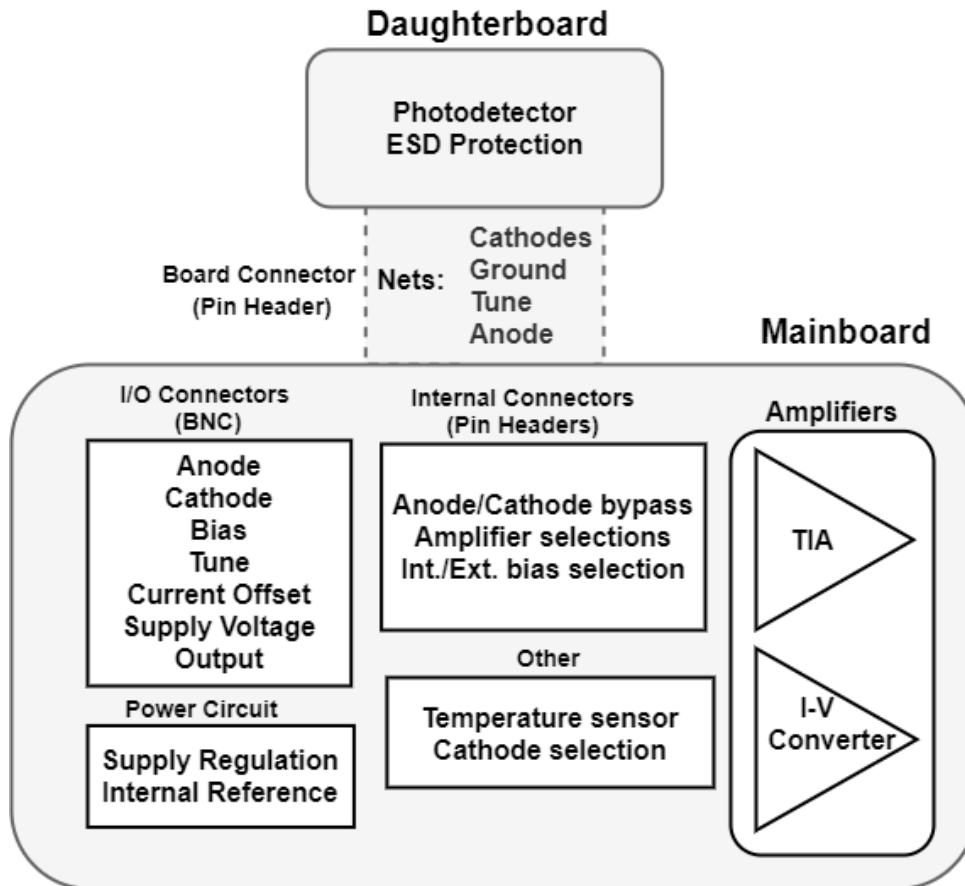 Daughterboard
Photodetector
ESD Protection
Board Connector
(Pin Header)
Nets:
Cathodes
Ground
Tune
Anode
Mainboard
I/O Connectors
(BNC)
Anode
Cathode
Bias
Tune
Current Offset
Supply Voltage
Output
Power Circuit
Supply Regulation
Internal Reference
Internal Connectors
(Pin Headers)
Anode/Cathode bypass
Amplifier selections
Int./Ext. bias selection
Other
Temperature sensor
Cathode selection
Amplifiers
TIA
I-V
Converter